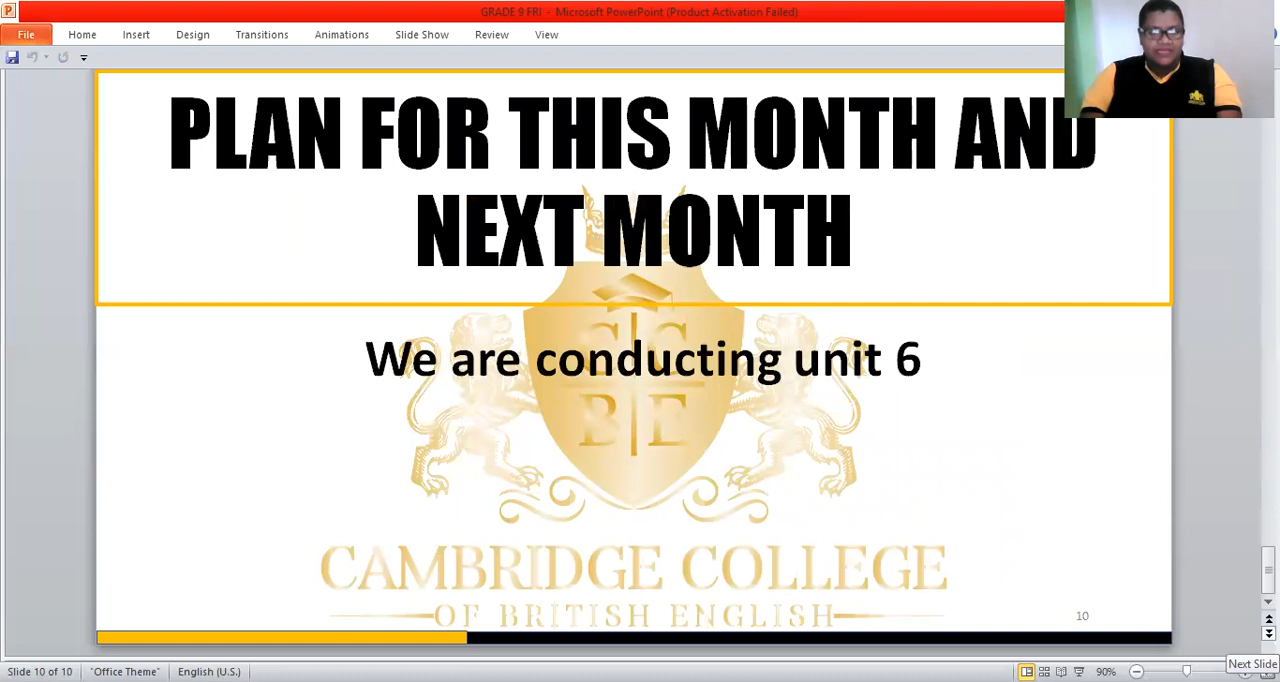 GRADE 9 FRI - Microsoft PowerPoint (Product Activation Failed)
File Home Insert Design Transitions Animations Slide Show Review View
PLAN FOR THIS MONTH AND
NEXT MONTH
We are conducting unit 6
C C
B E
CAMBRIDGE COLLEGE
OF BRITISH ENGLISH
10
Next Slide
Slide 10 of 10 "Office Theme" English (U.S.) 90%